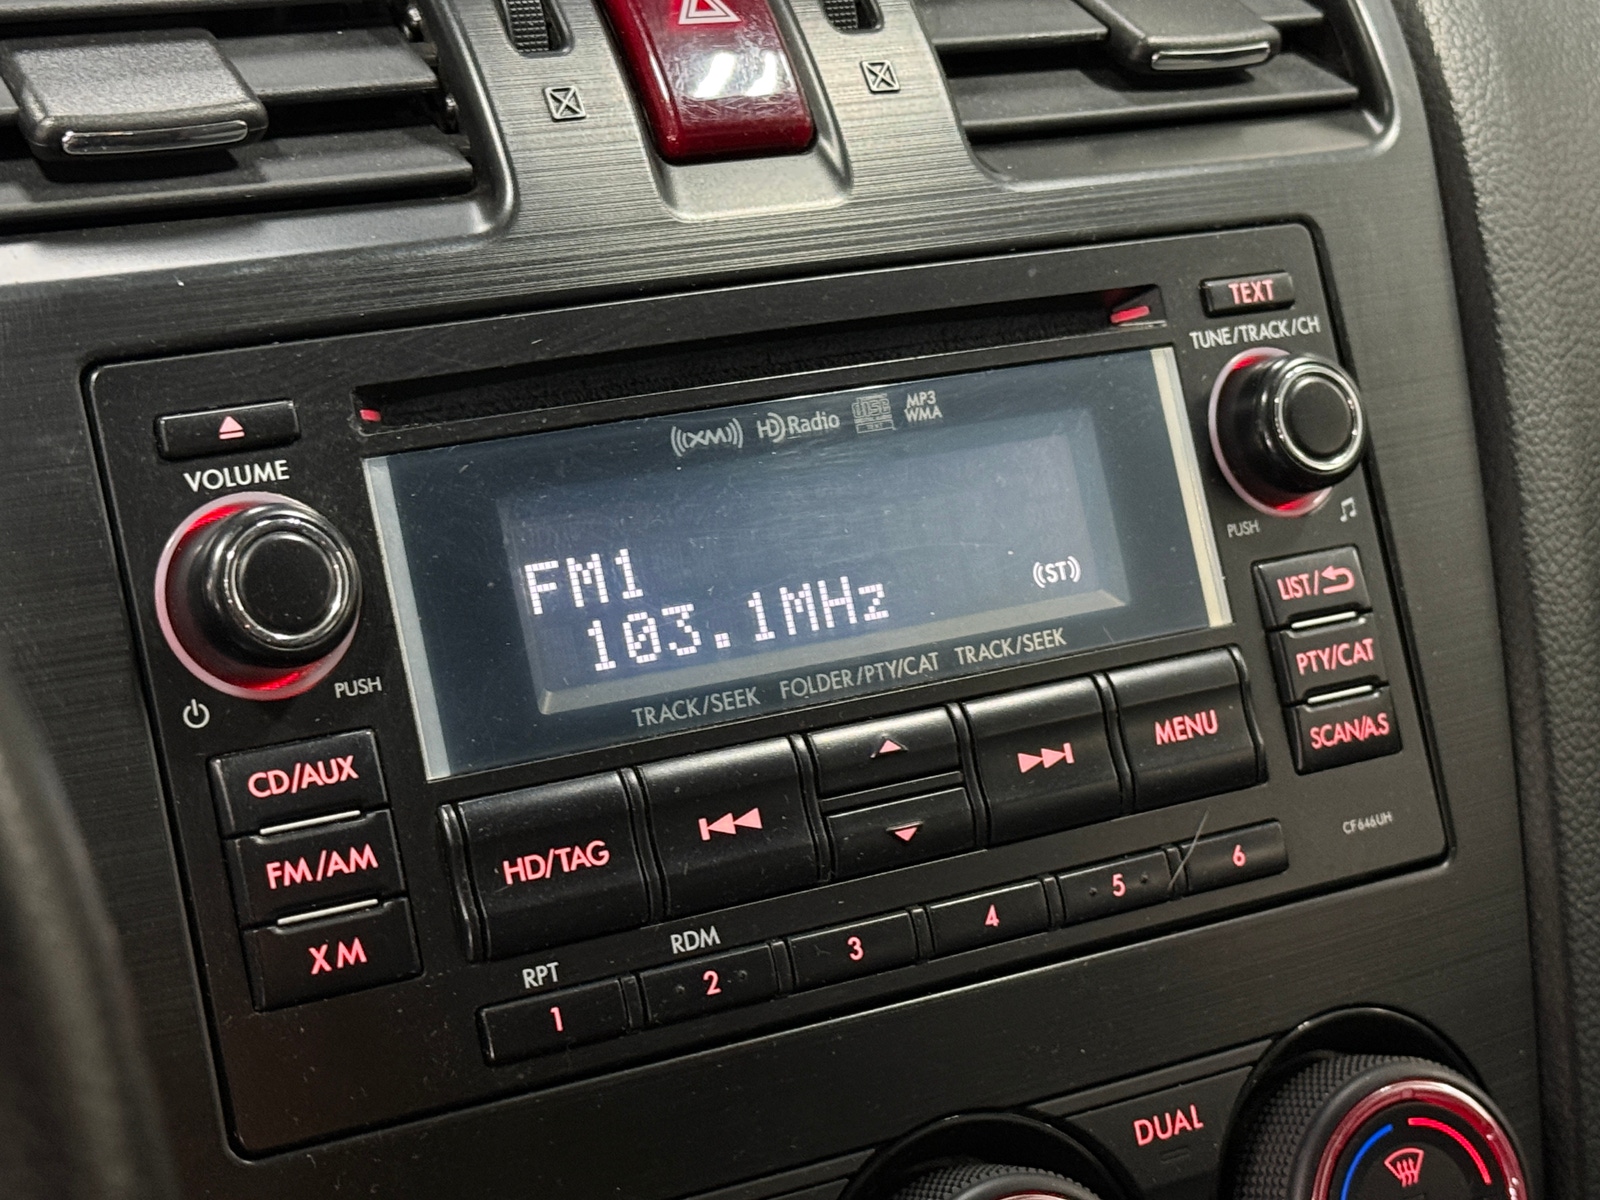 TEXT
TUNE/TRACK/CH
((XM)) HD Radio disc TEXT MP3 WMA
VOLUME
PUSH
PUSH
FM1
103.1MHz
(ST)
TRACK/SEEK FOLDER/PTY/CAT TRACK/SEEK
LIST/
PTY/CAT
SCAN/A.S
CD/AUX
FM/AM
XM
HD/TAG
MENU
CF646UH
RPT
RDM
1 2 3 4 5 6
DUAL